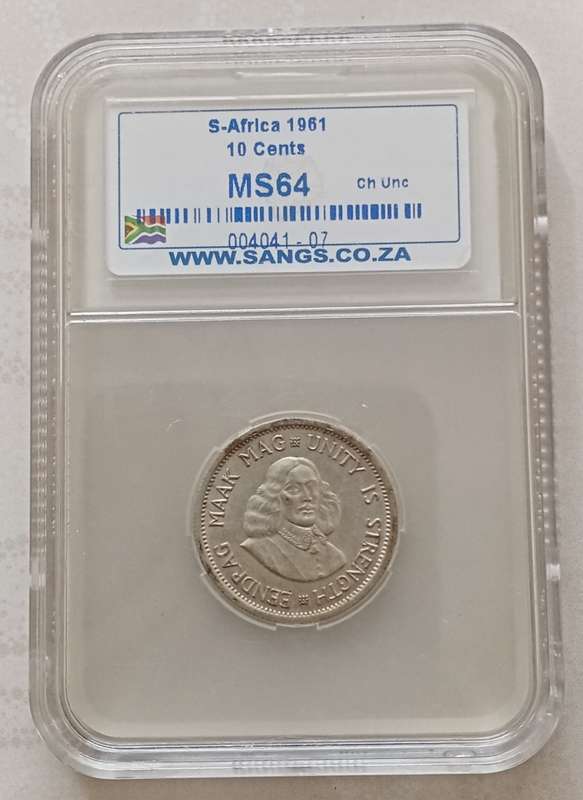 S-Africa 1961
10 Cents
MS64 Ch Unc
004041 - 07
WWW.SANGS.CO.ZA
EENDRAG MAAK MAG ※ UNITY IS STRENGTH ※